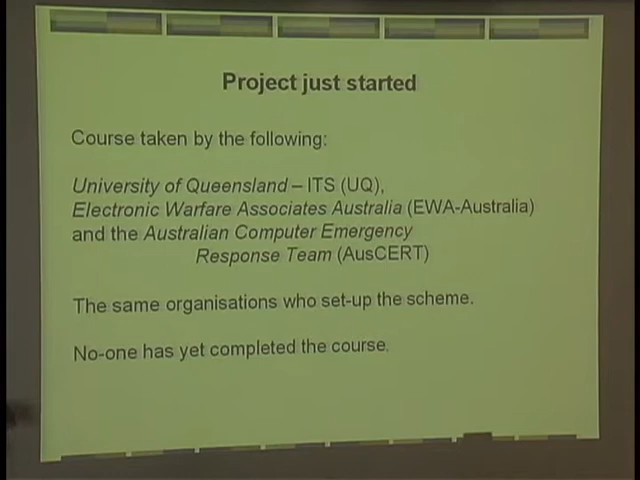 Project just started
Course taken by the following:
University of Queensland – ITS (UQ),
Electronic Warfare Associates Australia (EWA-Australia)
and the Australian Computer Emergency
Response Team (AusCERT)
The same organisations who set-up the scheme.
No-one has yet completed the course.